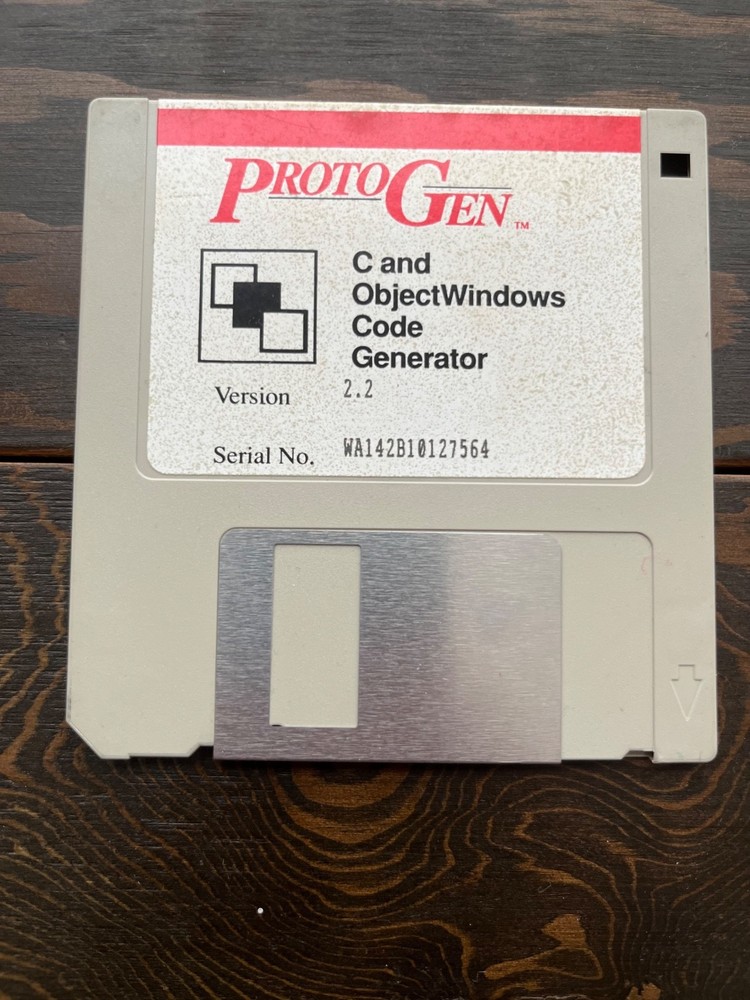 PROTOGEN™
C and
ObjectWindows
Code
Generator
Version 2.2
Serial No. WA142B10127564